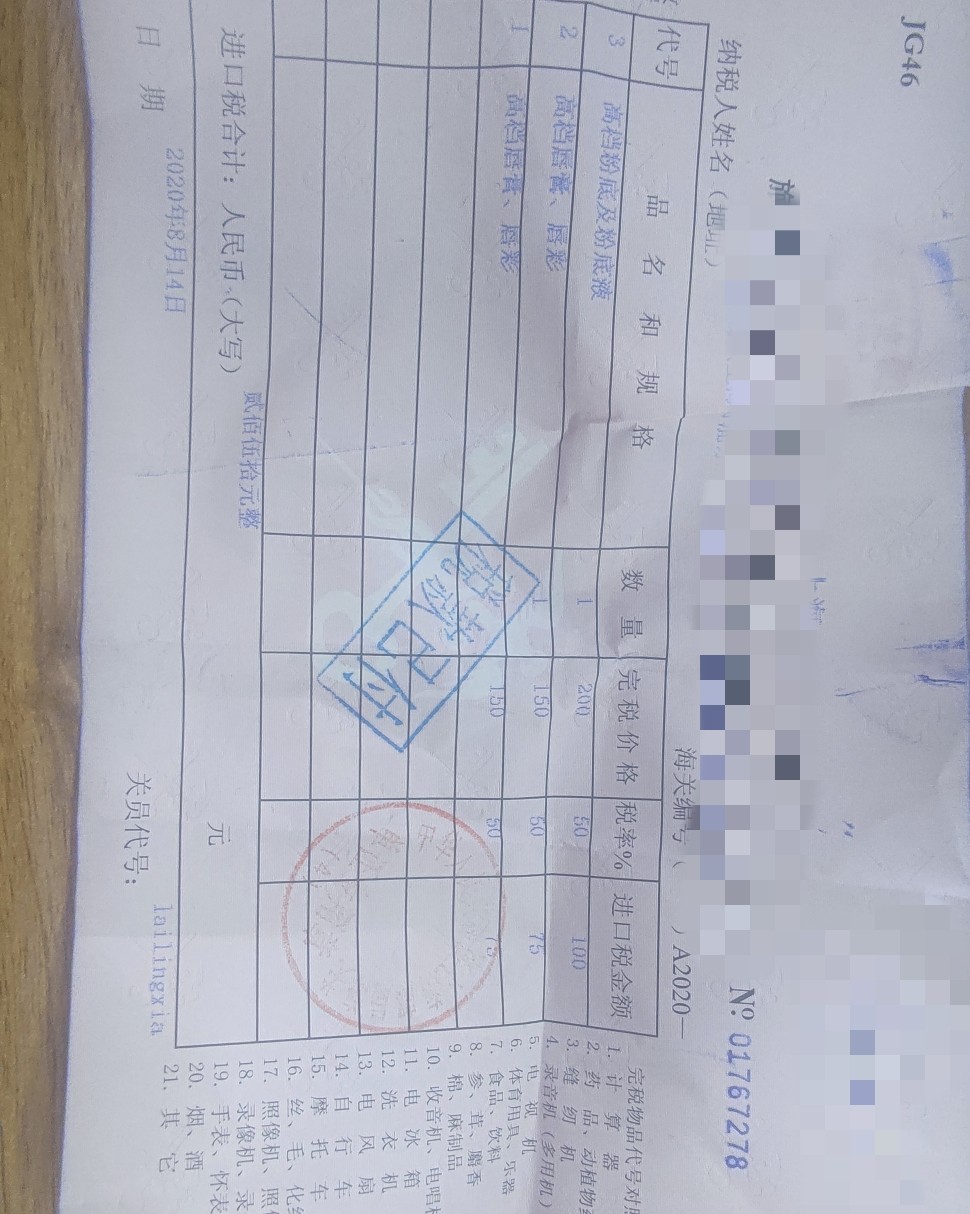 JG46
№ 01767278
纳税人姓名（地
海关编号（ ）A2020—
代号 品名和规格 数量 完税价格 税率% 进口税金额
3 高档粉底及粉底液 1 200 50 100
2 高档唇膏、唇彩 1 150 50 75
1 高档唇膏、唇彩 150 50 75
税款已付
贰佰伍拾元整
进口税合计：人民币（大写） 元
日期 2020年8月14日 关员代号： lailingxia
完税物品代号对照
1. 计算器
2. 药品、动植物
3. 缝纫机
4. 录音机（多用机）
5. 电视机
6. 体育用具、乐器
7. 食品、饮料
8. 参、茸、麝香
9. 棉、麻制品
10. 收音机、电唱机
11. 电冰箱
12. 洗衣机
13. 电风扇
14. 自行车
15. 摩托车
16. 丝、毛、化纤
17. 照像机、照
18. 录像机、录
19. 手表、怀表
20. 烟、酒
21. 其它